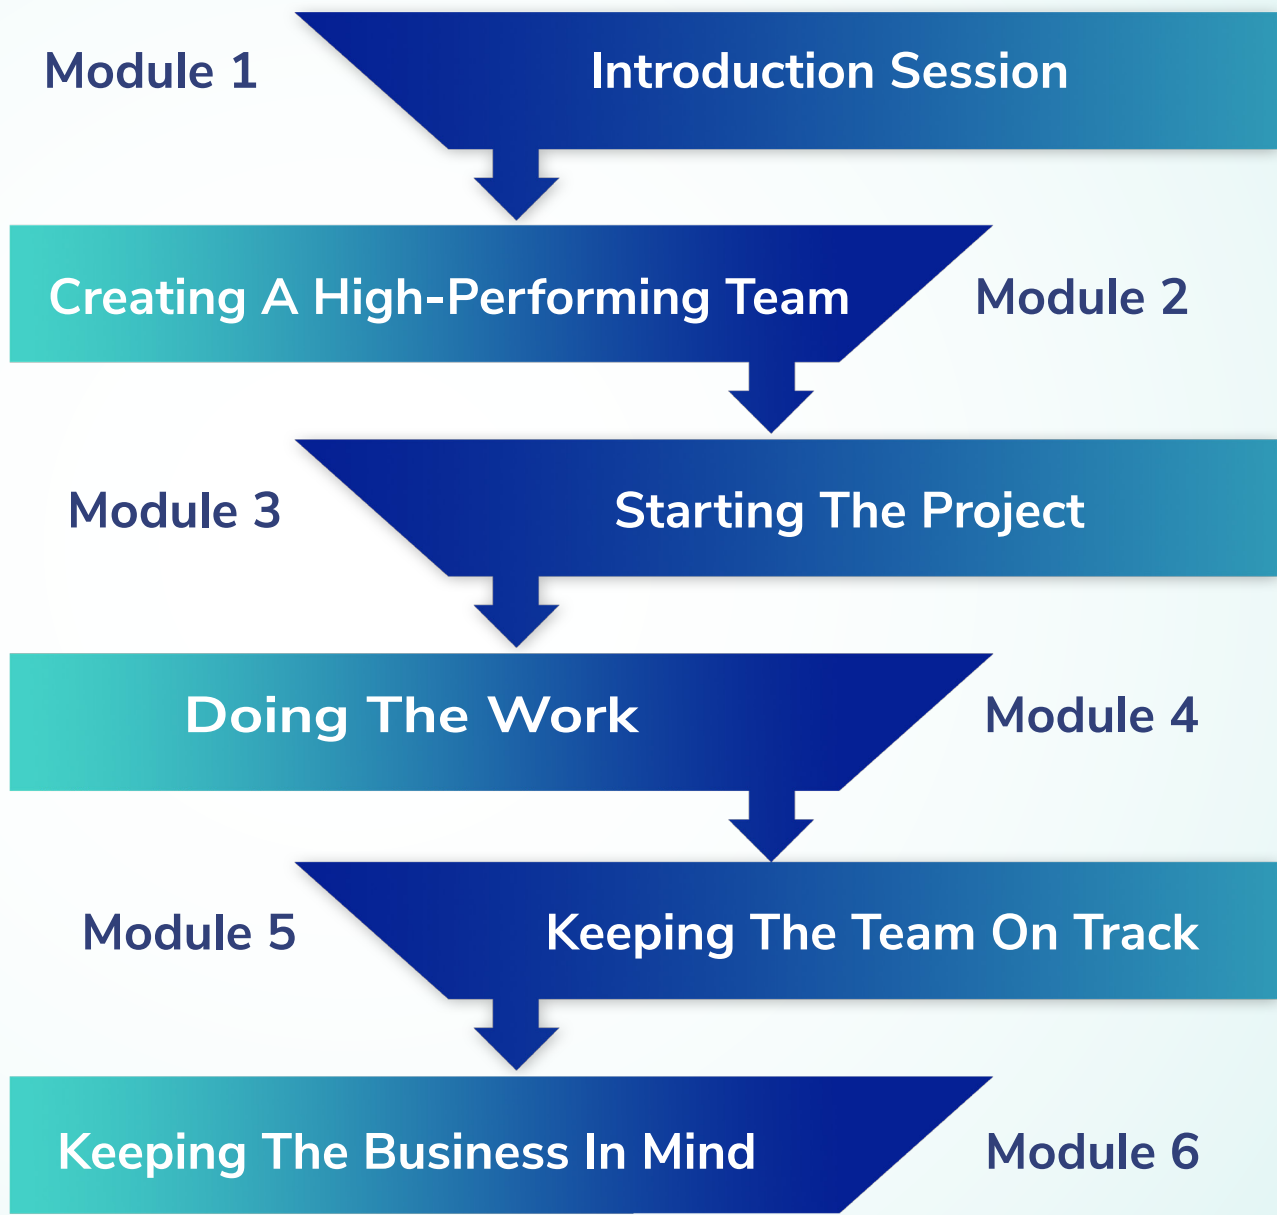 Module 1
Introduction Session
Creating A High-Performing Team
Module 2
Module 3
Starting The Project
Doing The Work
Module 4
Module 5
Keeping The Team On Track
Keeping The Business In Mind
Module 6